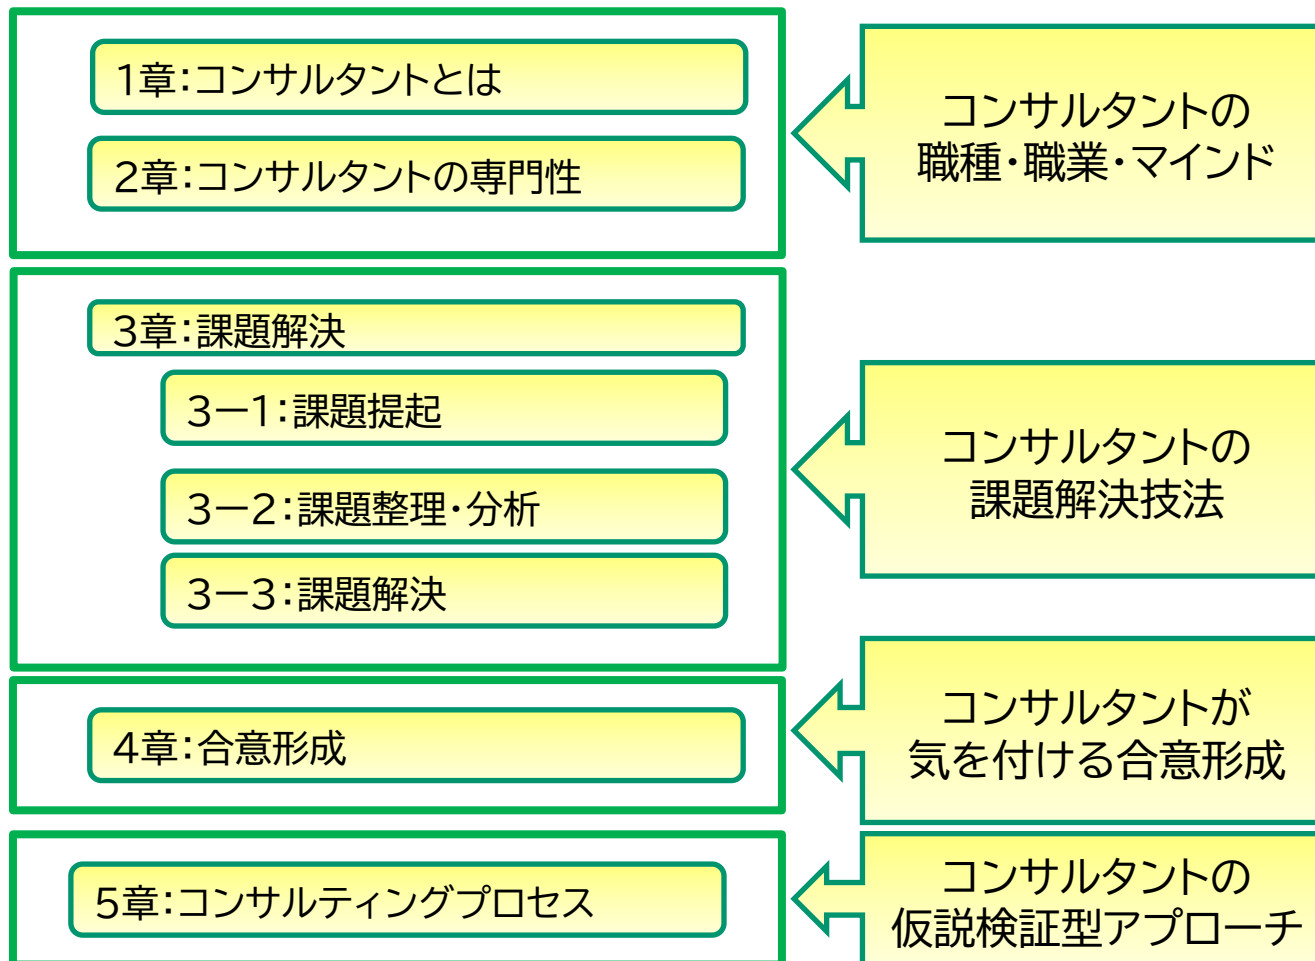 1章：コンサルタントとは
2章：コンサルタントの専門性
コンサルタントの
職種・職業・マインド
3章：課題解決
3ー1：課題提起
3ー2：課題整理・分析
3ー3：課題解決
コンサルタントの
課題解決技法
4章：合意形成
コンサルタントが
気を付ける合意形成
5章：コンサルティングプロセス
コンサルタントの
仮説検証型アプローチ